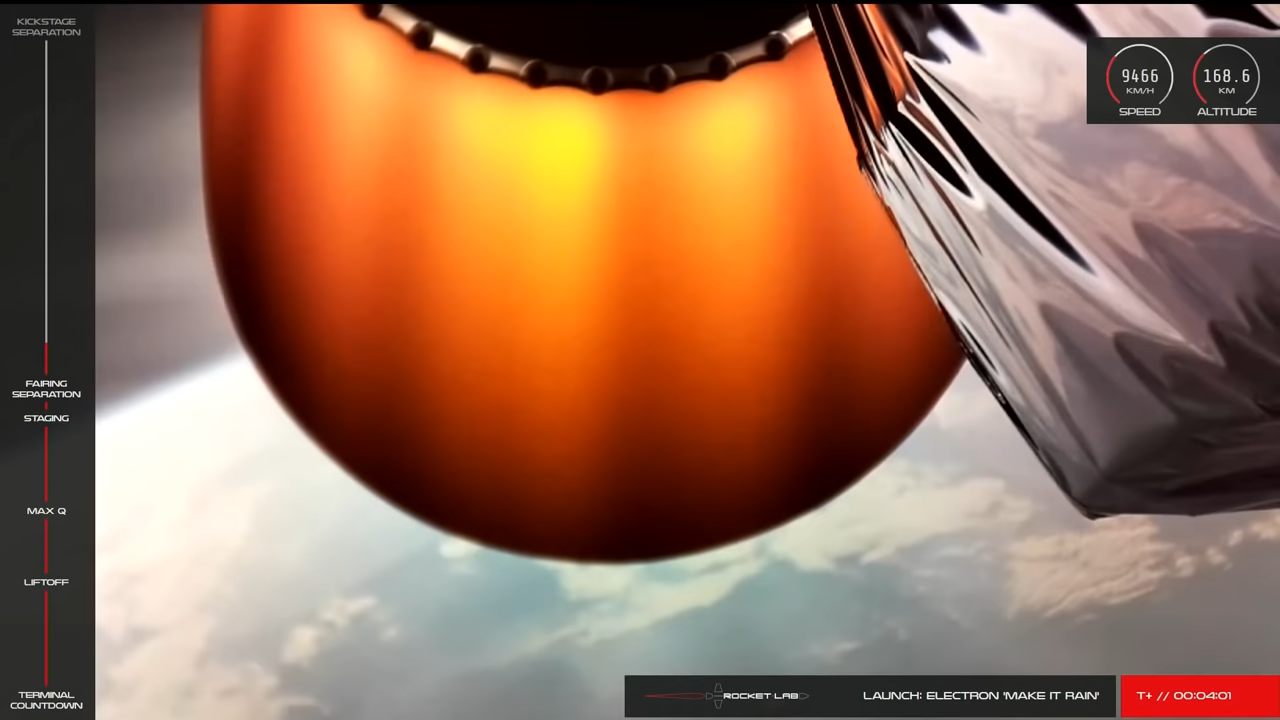 KICKSTAGE
SEPARATION
FAIRING
SEPARATION
STAGING
MAX Q
LIFTOFF
TERMINAL
COUNTDOWN
9466
KM/H
SPEED
168.6
KM
ALTITUDE
ROCKET LAB
LAUNCH: ELECTRON 'MAKE IT RAIN'
T+ // 00:04:01